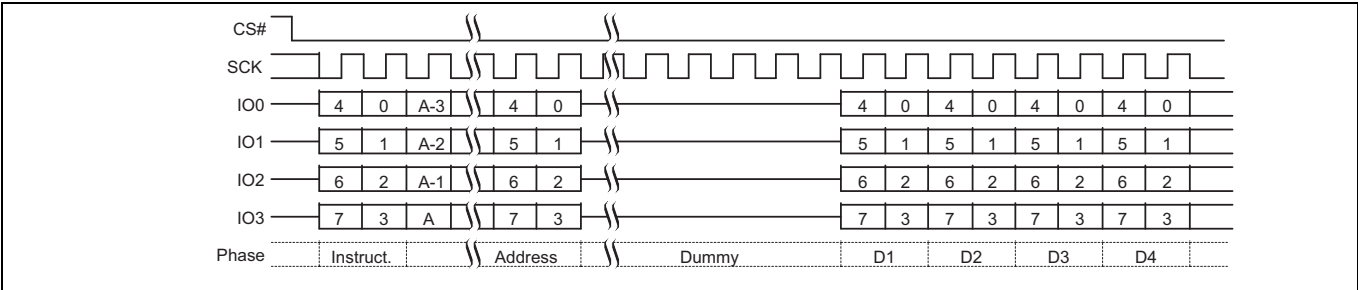 CS#
SCK
IO0 4 0 A-3 4 0 4 0 4 0 4 0 4 0
IO1 5 1 A-2 5 1 5 1 5 1 5 1 5 1
IO2 6 2 A-1 6 2 6 2 6 2 6 2 6 2
IO3 7 3 A 7 3 7 3 7 3 7 3 7 3
Phase Instruct. Address Dummy D1 D2 D3 D4